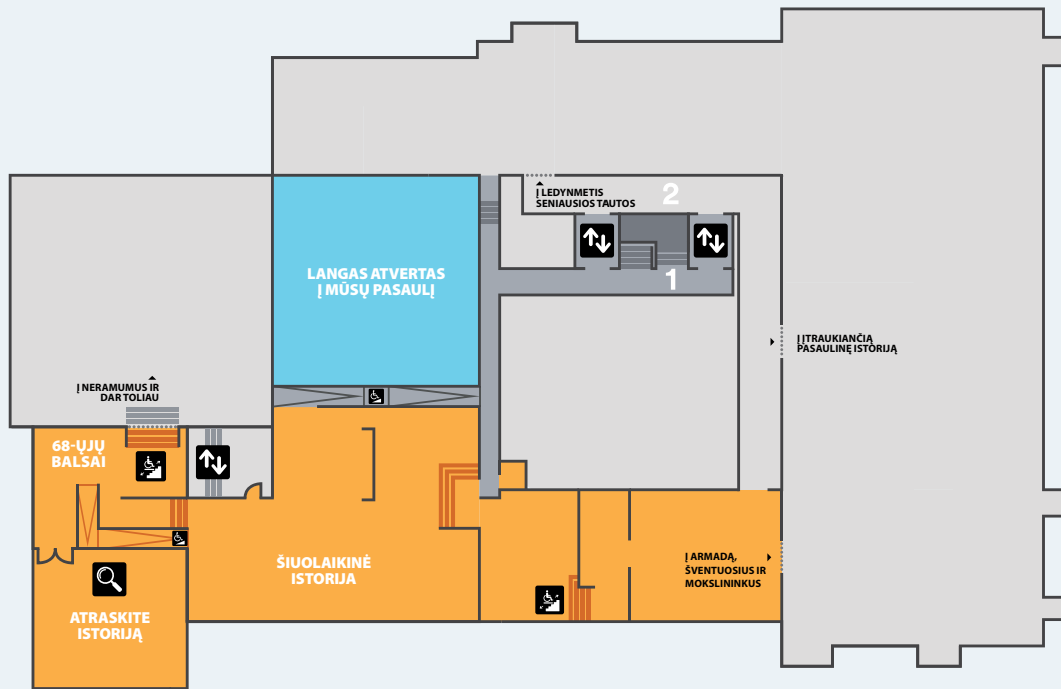 Į LEDYNMETIS
SENIAUSIOS TAUTOS
2
1
LANGAS ATVERTAS
Į MŪSŲ PASAULĮ
Į ĮTRAUKIANČIĄ
PASAULINĘ ISTORIJĄ
Į NERAMUMUS IR
DAR TOLIAU
68-ŲJŲ
BALSAI
ŠIUOLAIKINĖ
ISTORIJA
Į ARMADĄ,
ŠVENTUOSIUS IR
MOKSLININKUS
ATRASKITE
ISTORIJĄ